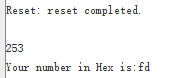 Reset: reset completed.
253
Your number in Hex is:fd